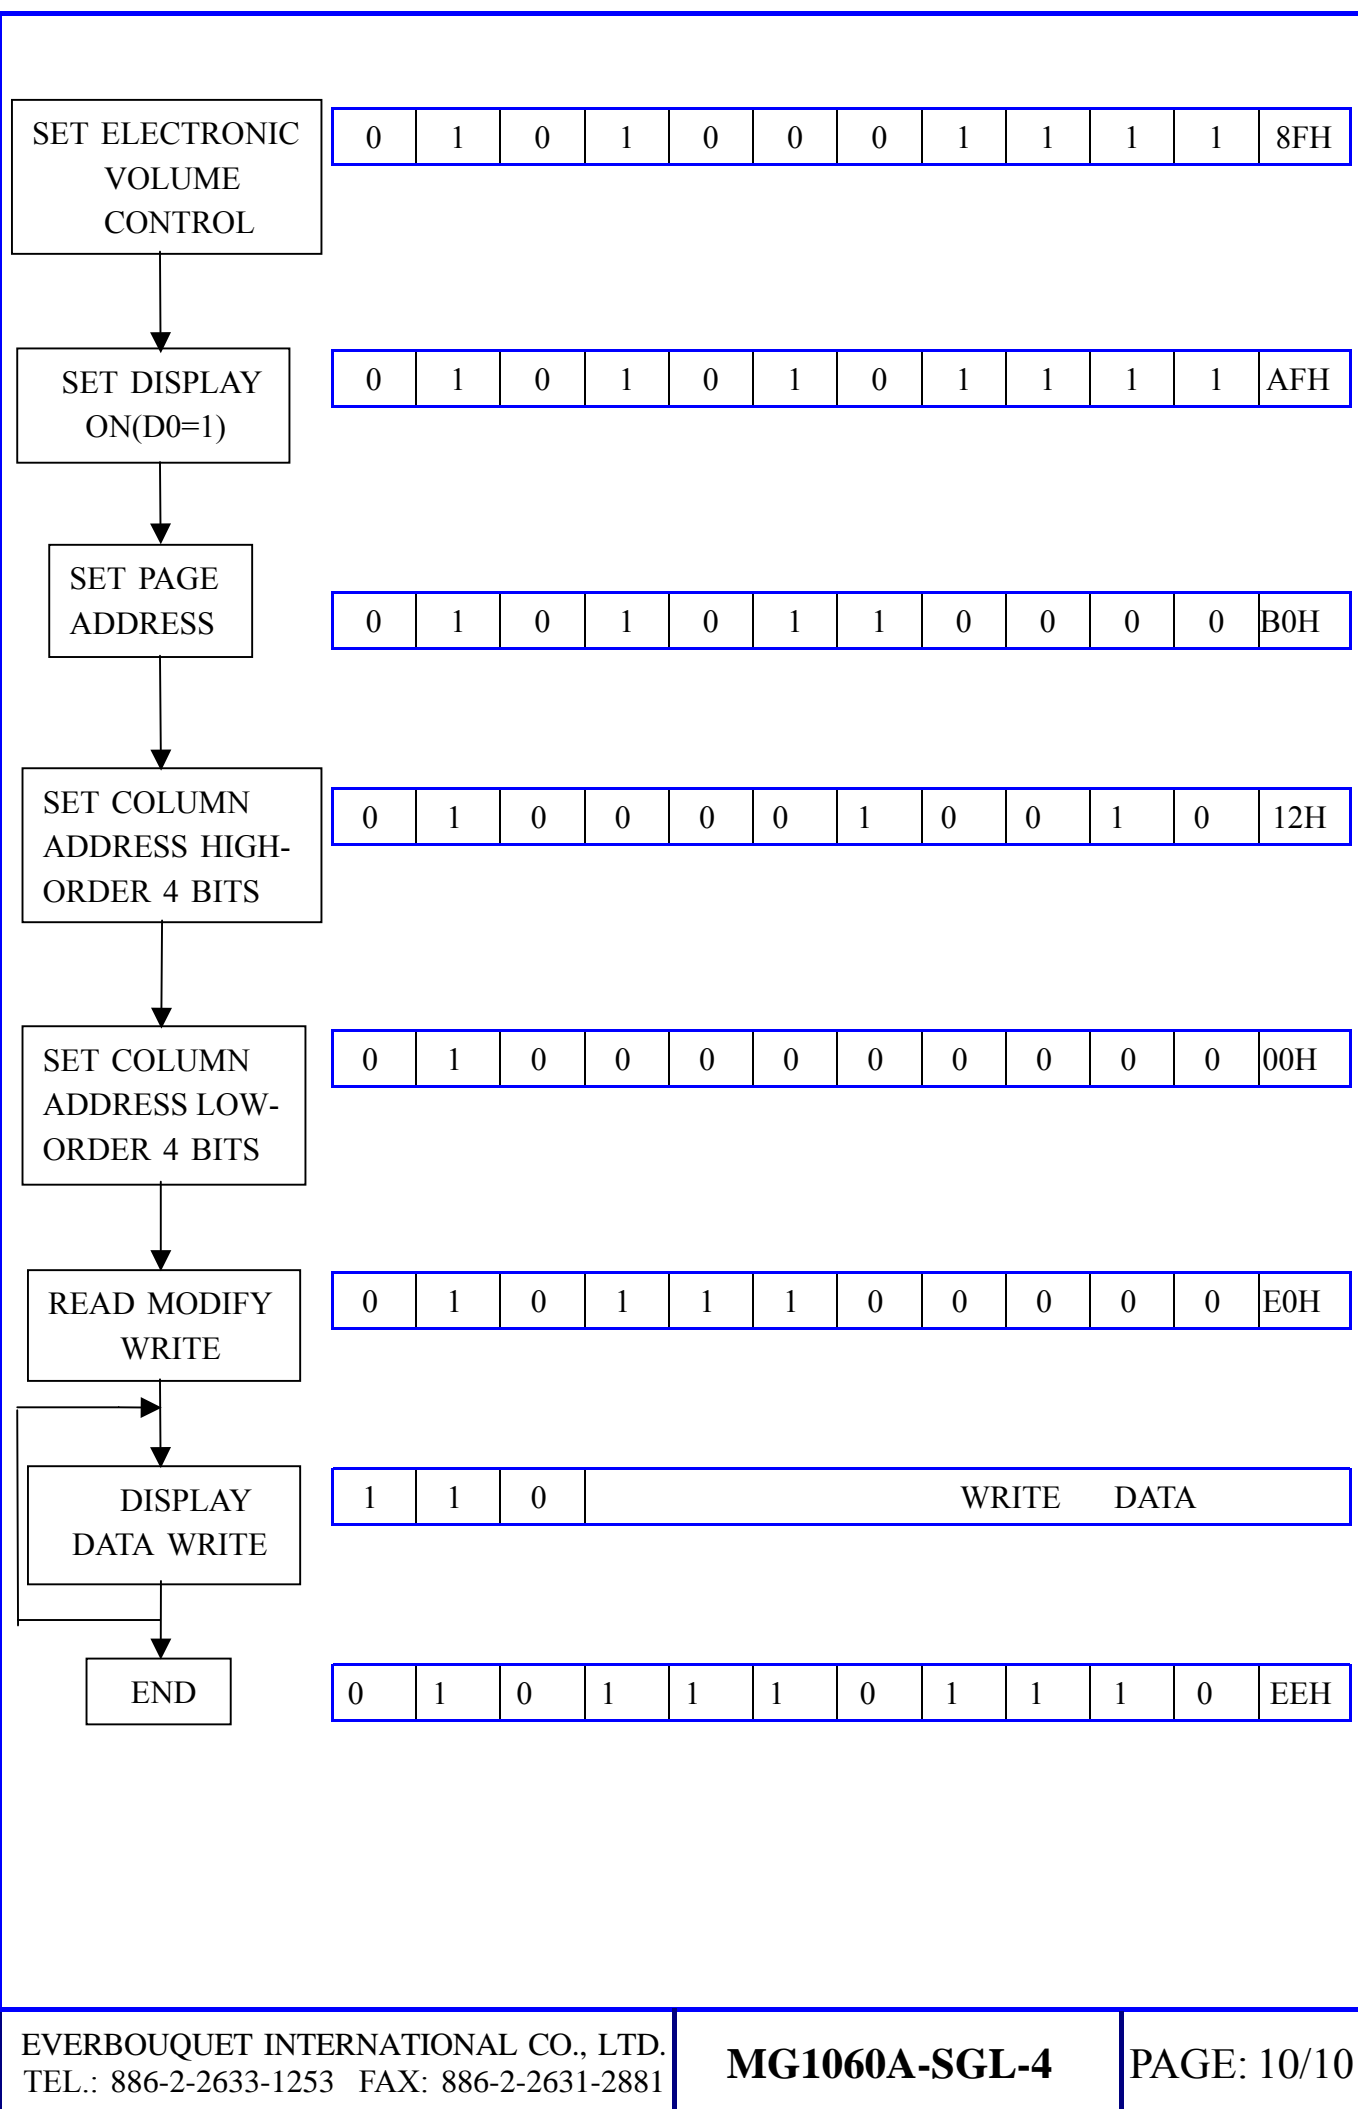 SET ELECTRONIC
VOLUME
CONTROL
0 1 0 1 0 0 0 1 1 1 1 8FH
SET DISPLAY
ON(D0=1)
0 1 0 1 0 1 0 1 1 1 1 AFH
SET PAGE
ADDRESS
0 1 0 1 0 1 1 0 0 0 0 B0H
SET COLUMN
ADDRESS HIGH-
ORDER 4 BITS
0 1 0 0 0 0 1 0 0 1 0 12H
SET COLUMN
ADDRESS LOW-
ORDER 4 BITS
0 1 0 0 0 0 0 0 0 0 0 00H
READ MODIFY
WRITE
0 1 0 1 1 1 0 0 0 0 0 E0H
DISPLAY
DATA WRITE
1 1 0 WRITE DATA
END
0 1 0 1 1 1 0 1 1 1 0 EEH
EVERBOUQUET INTERNATIONAL CO., LTD.
TEL.: 886-2-2633-1253 FAX: 886-2-2631-2881
MG1060A-SGL-4
PAGE: 10/10